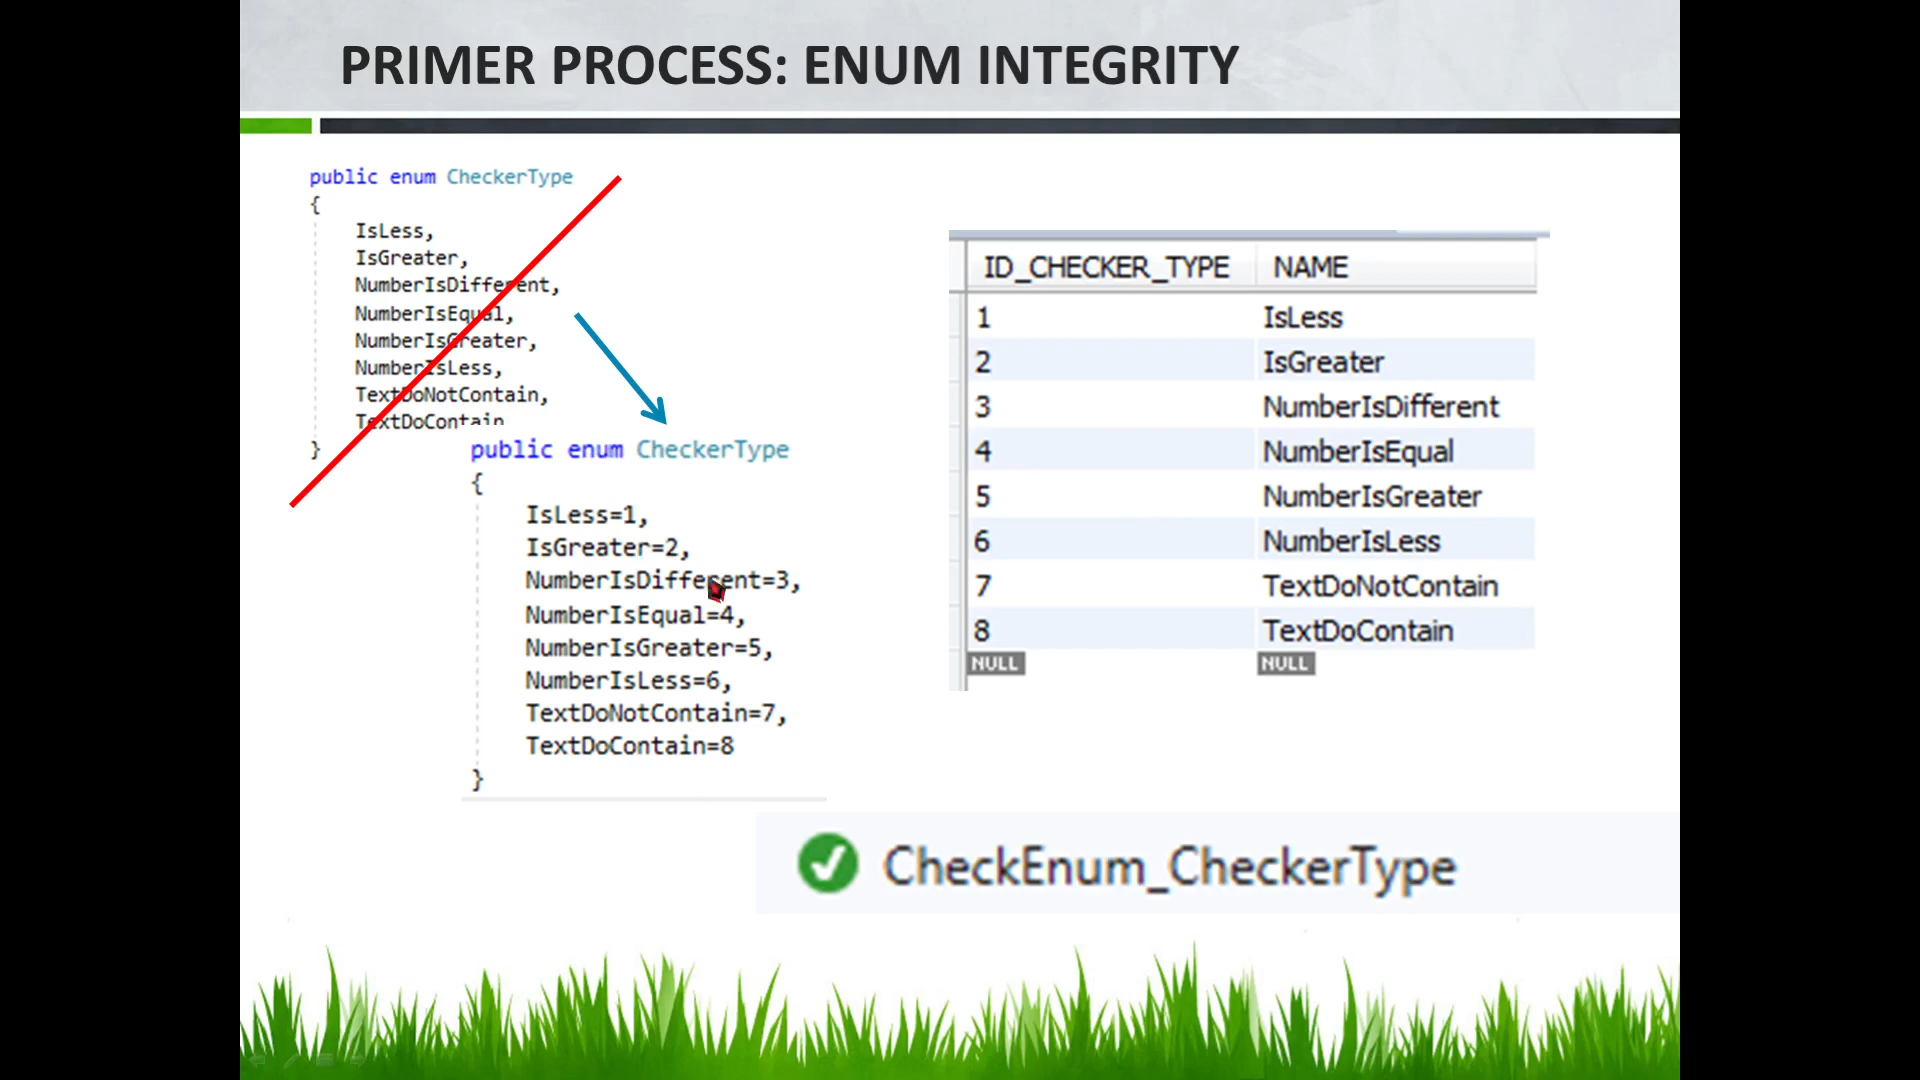 PRIMER PROCESS: ENUM INTEGRITY
public enum CheckerType
{
IsLess,
IsGreater,
NumberIsDifferent,
NumberIsEqual,
NumberIsGreater,
NumberIsLess,
TextDoNotContain,
TextDoContain
}
public enum CheckerType
{
IsLess=1,
IsGreater=2,
NumberIsDifferent=3,
NumberIsEqual=4,
NumberIsGreater=5,
NumberIsLess=6,
TextDoNotContain=7,
TextDoContain=8
}
ID_CHECKER_TYPE NAME
1 IsLess
2 IsGreater
3 NumberIsDifferent
4 NumberIsEqual
5 NumberIsGreater
6 NumberIsLess
7 TextDoNotContain
8 TextDoContain
NULL NULL
CheckEnum_CheckerType